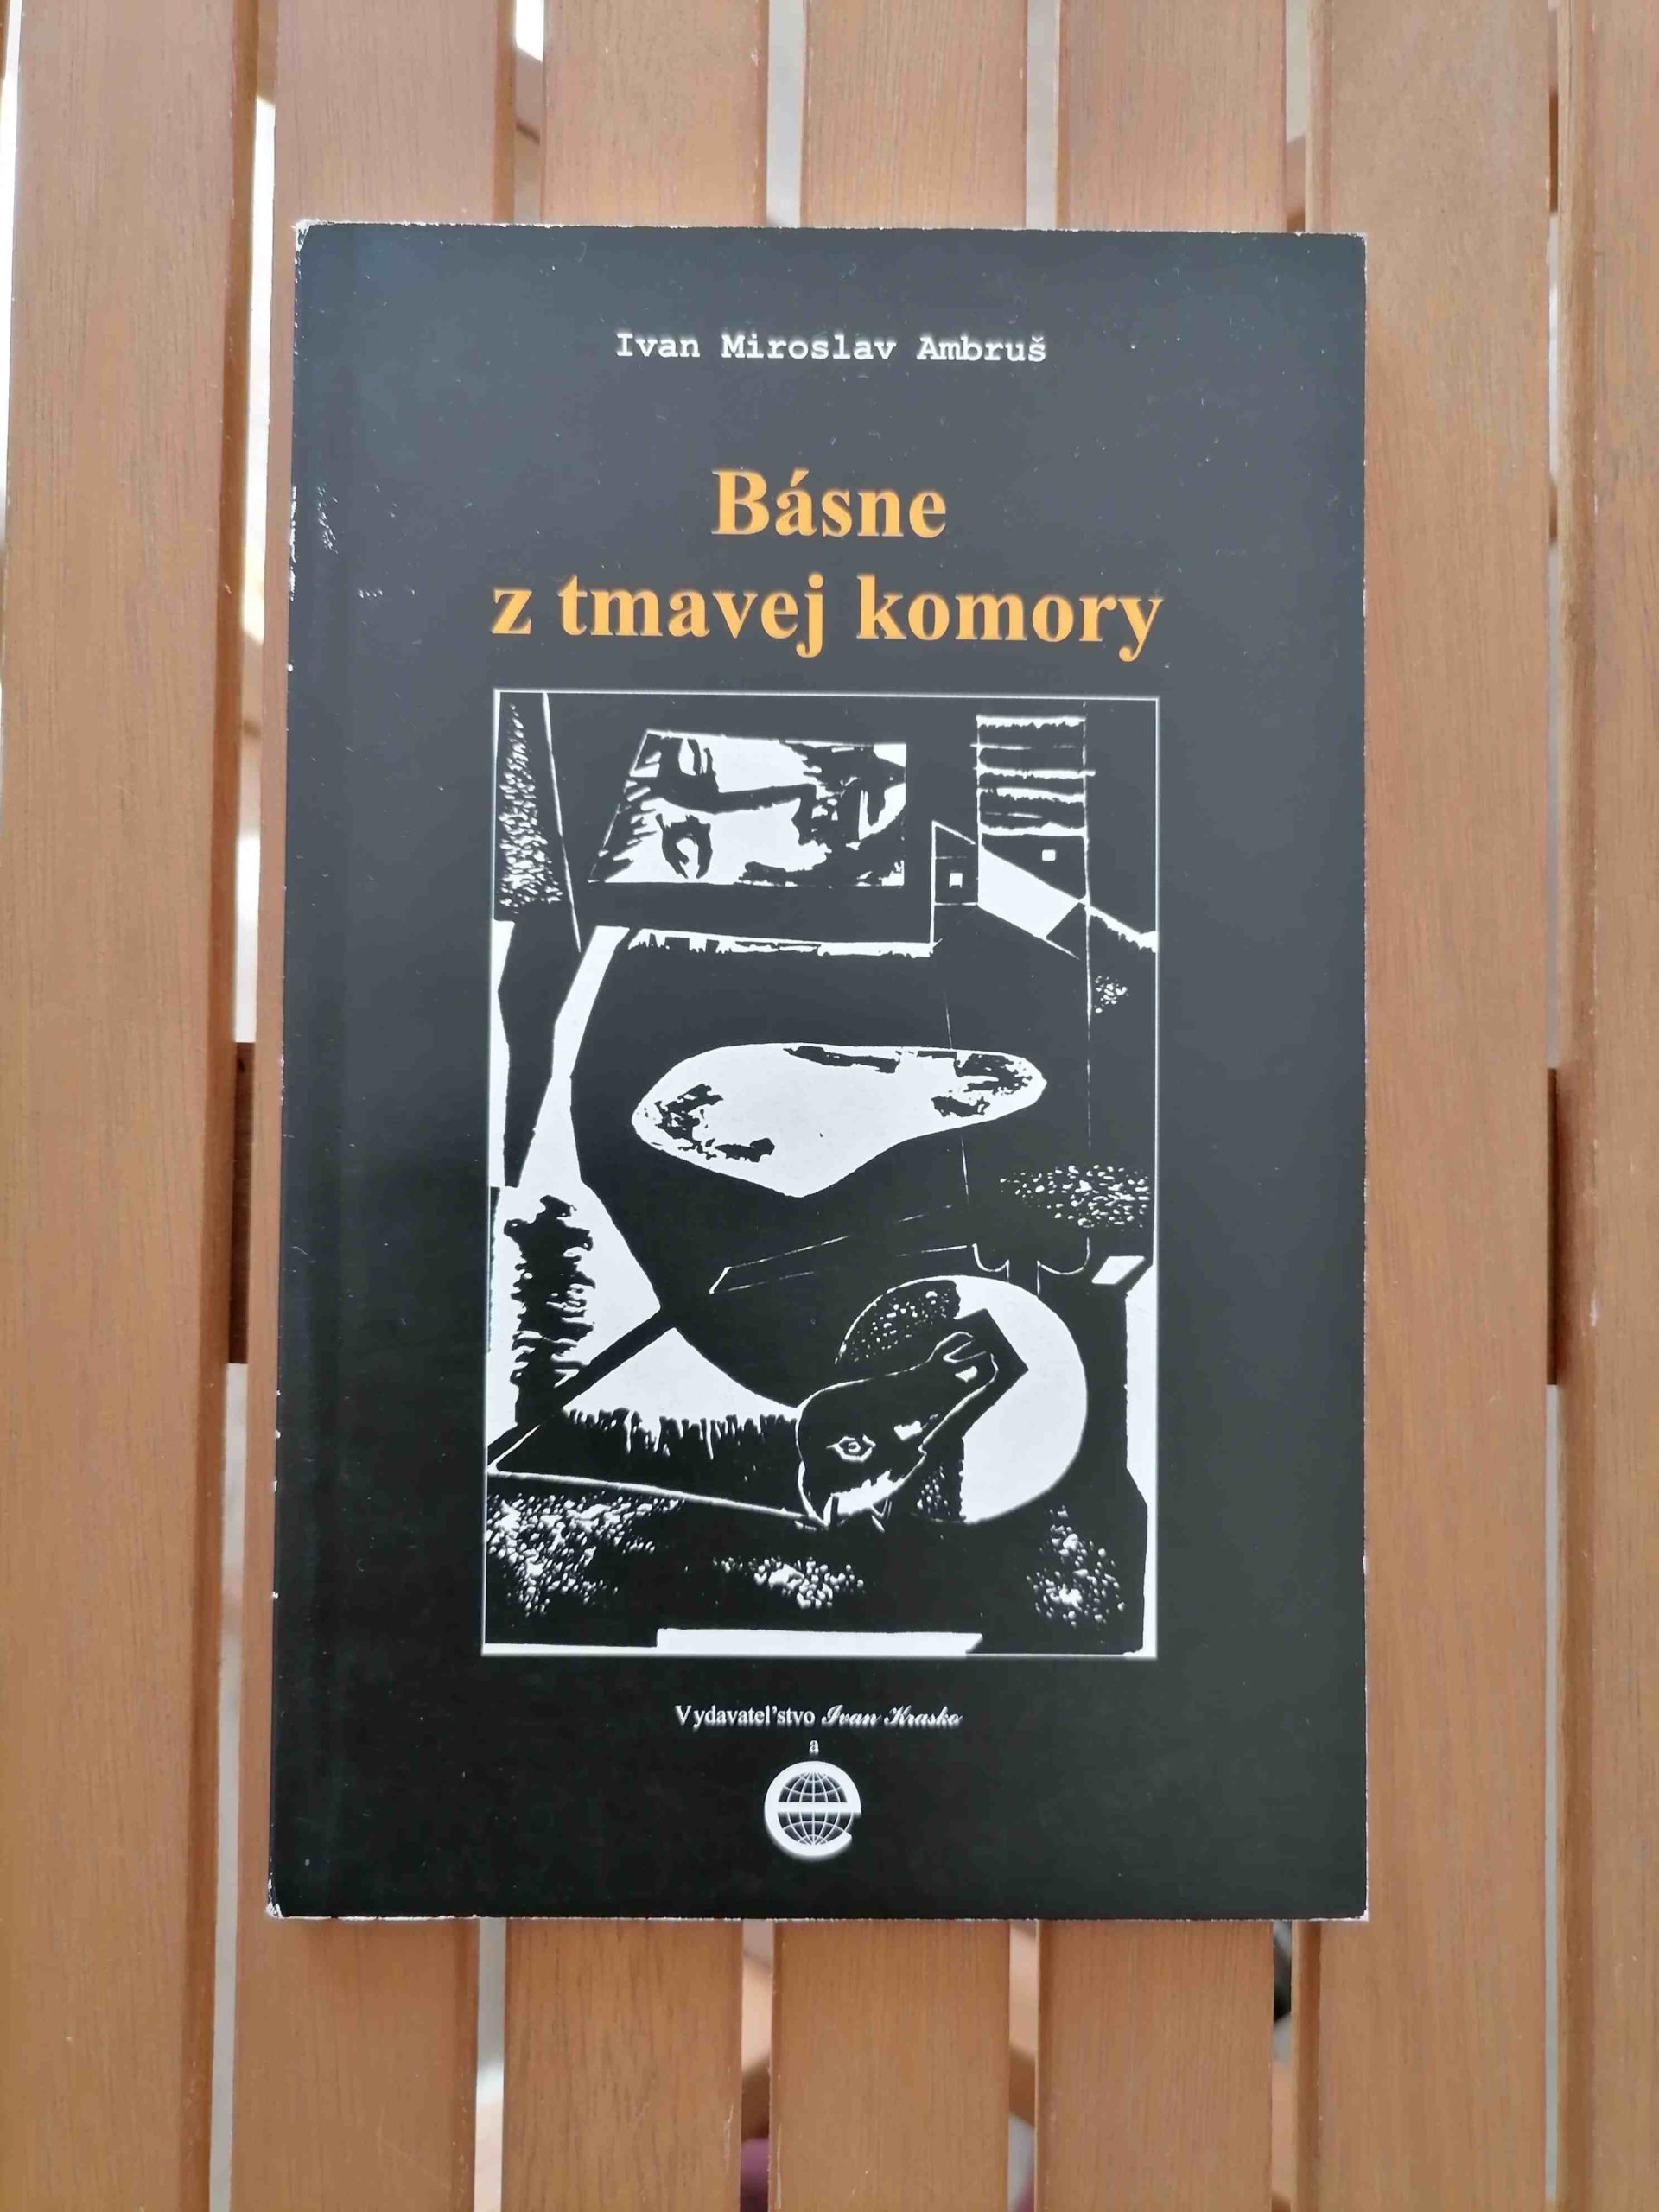 Ivan Miroslav Ambruš
Básne
z tmavej komory
Vydavateľstvo Ivan Krasko
a
e